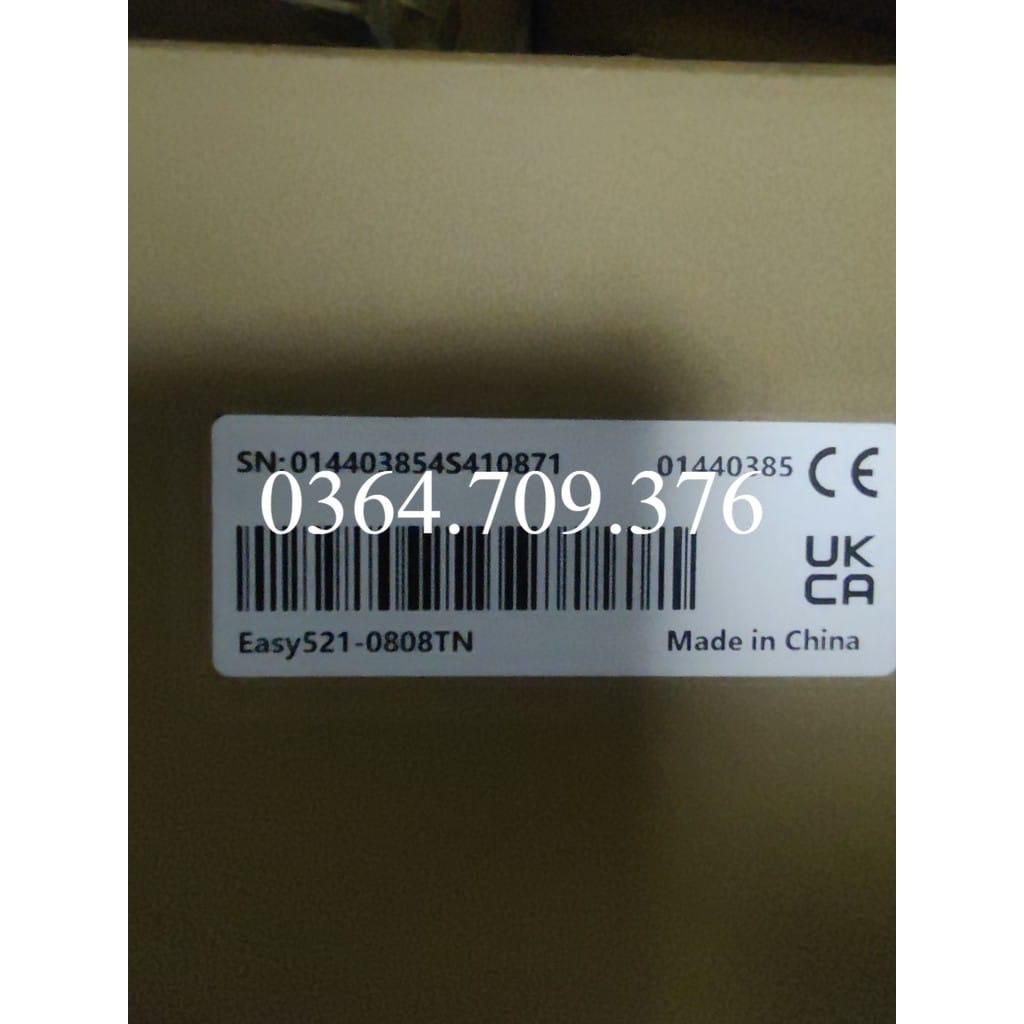 SN:014403854S410871 01440385 CE
0364.709.376
UK
CA
Easy521-0808TN Made in China